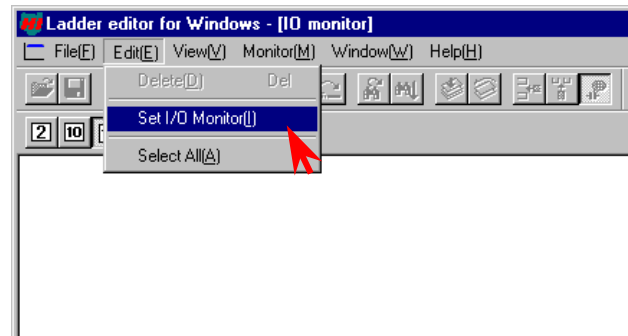 Ladder editor for Windows - [IO monitor]
File(F) Edit(E) View(V) Monitor(M) Window(W) Help(H)
Delete(D) Del
Set I/O Monitor(I)
Select All(A)
2 10